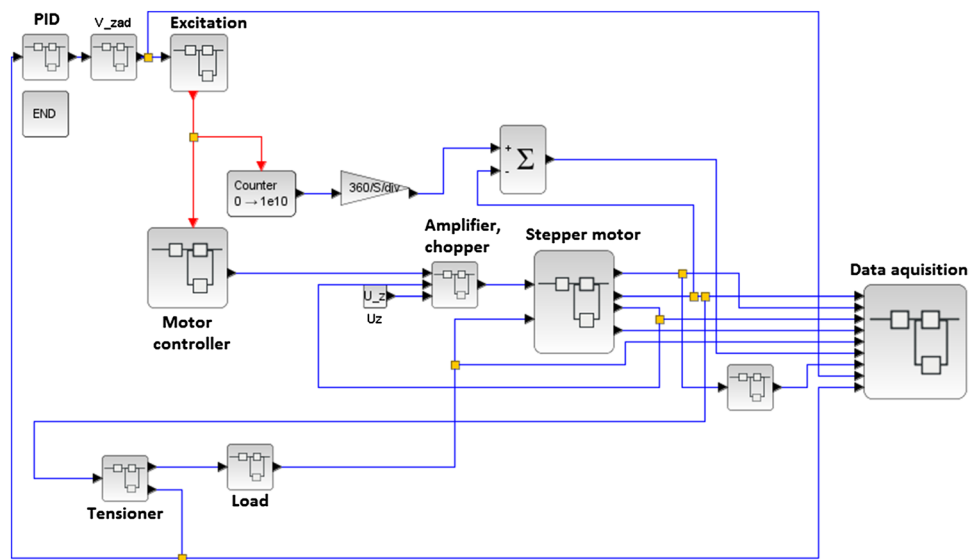 PID
V_zad
Excitation
END
Counter
0 → 1e10
360/S/div
+
-
Σ
Amplifier,
chopper
Stepper motor
Data aquisition
U_z
Uz
Motor
controller
Tensioner
Load